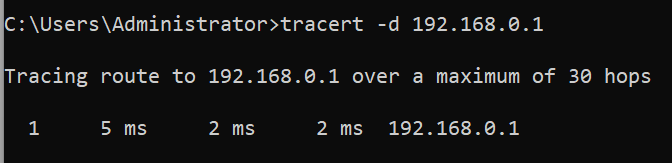 C:\Users\Administrator>tracert -d 192.168.0.1
Tracing route to 192.168.0.1 over a maximum of 30 hops
1 5 ms 2 ms 2 ms 192.168.0.1